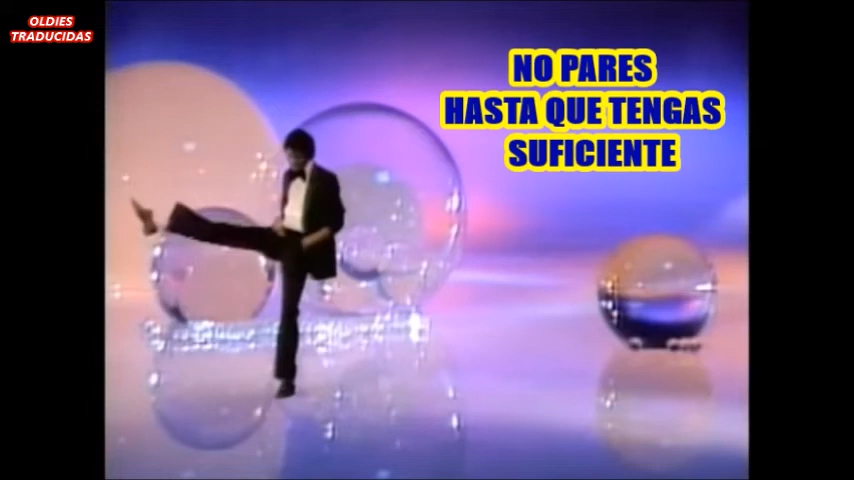 OLDIES
TRADUCIDAS
NO PARES
HASTA QUE TENGAS
SUFICIENTE